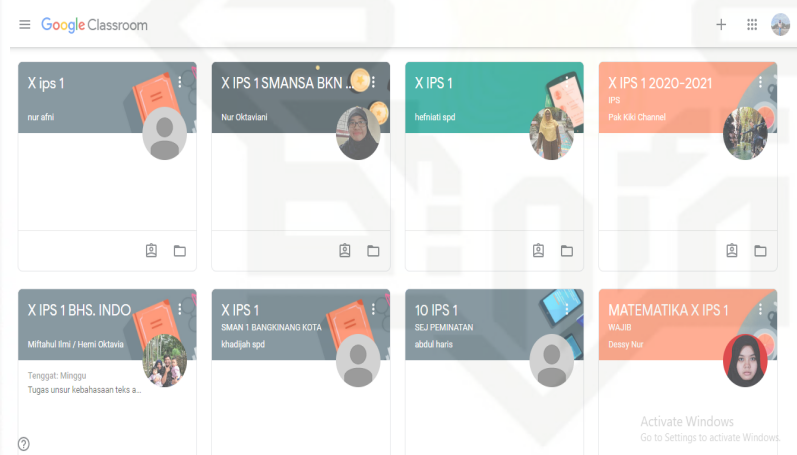 Google Classroom
X ips 1
nur afni
X IPS 1 SMANSA BKN ...
Nur Oktaviani
X IPS 1
hefniati spd
X IPS 1 2020-2021
IPS
Pak Kiki Channel
X IPS 1 BHS. INDO
Miftahul Ilmi / Herni Oktavia
Tenggat: Minggu
Tugas unsur kebahasaan teks a...
X IPS 1
SMAN 1 BANGKINANG KOTA
khadijah spd
10 IPS 1
SEJ PEMINATAN
abdul haris
MATEMATIKA X IPS 1
WAJIB
Dessy Nur
Activate Windows
Go to Settings to activate Windows.